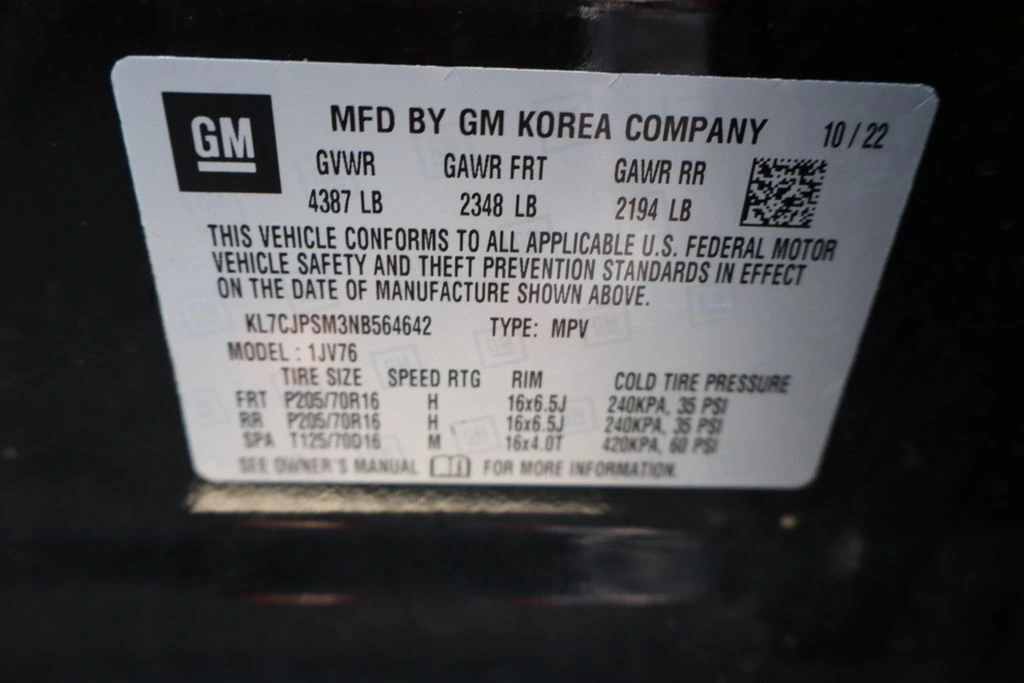 GM
MFD BY GM KOREA COMPANY 10/22
GVWR GAWR FRT GAWR RR
4387 LB 2348 LB 2194 LB
THIS VEHICLE CONFORMS TO ALL APPLICABLE U.S. FEDERAL MOTOR
VEHICLE SAFETY AND THEFT PREVENTION STANDARDS IN EFFECT
ON THE DATE OF MANUFACTURE SHOWN ABOVE.
KL7CJPSM3NB564642 TYPE: MPV
MODEL : 1JV76
TIRE SIZE SPEED RTG RIM COLD TIRE PRESSURE
FRT P205/70R16 H 16x6.5J 240KPA, 35 PSI
RR P205/70R16 H 16x6.5J 240KPA, 35 PSI
SPA T125/70D16 M 16x4.0T 420KPA, 60 PSI
SEE OWNER'S MANUAL FOR MORE INFORMATION.